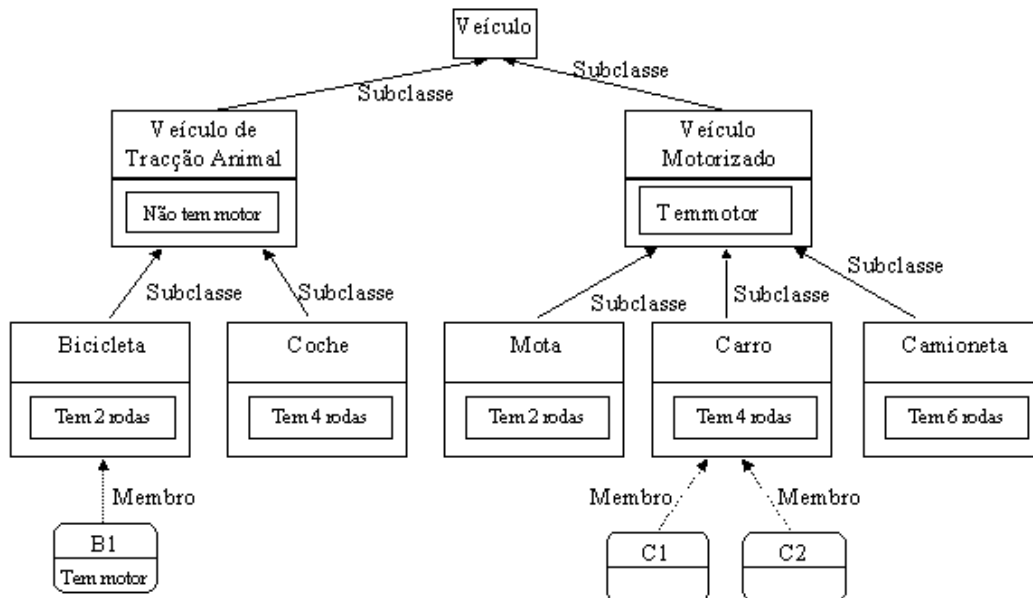 Veículo
Subclasse
Subclasse
Veículo de
Tracção Animal
Não tem motor
Veículo
Motorizado
Tem motor
Subclasse
Subclasse
Subclasse
Subclasse
Subclasse
Bicicleta
Tem 2 rodas
Coche
Tem 4 rodas
Mota
Tem 2 rodas
Carro
Tem 4 rodas
Camioneta
Tem 6 rodas
Membro
Membro
Membro
B1
Tem motor
C1
C2